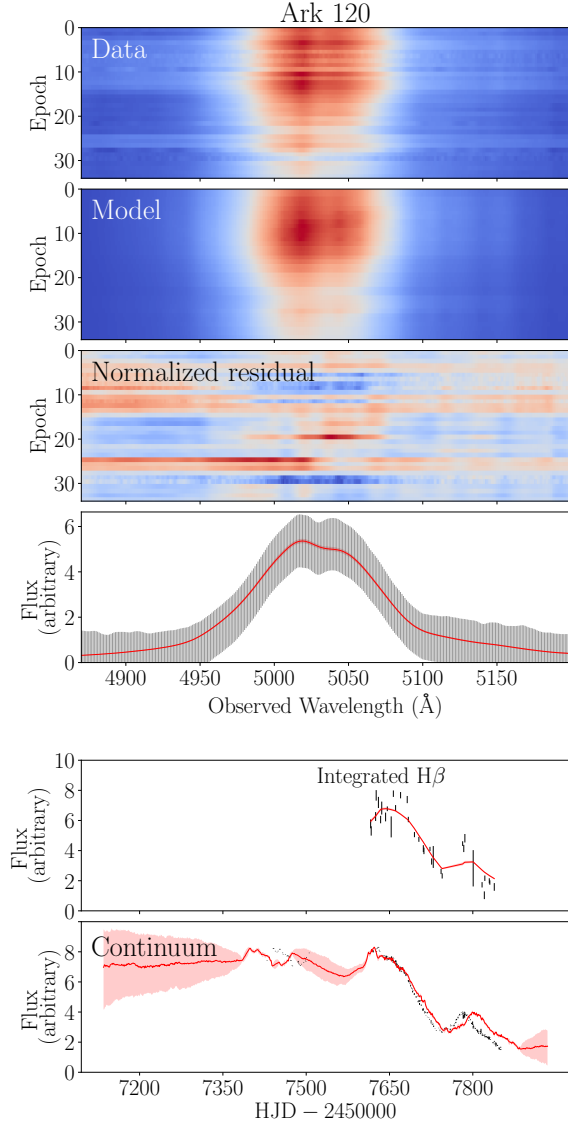 Ark 120
0
Data
10
Epoch
20
30
0
Model
10
Epoch
20
30
0
Normalized residual
10
Epoch
20
30
6
4
Flux
(arbitrary)
2
0
4900 4950 5000 5050 5100 5150
Observed Wavelength (Å)
10
Integrated Hβ
8
6
Flux
(arbitrary)
4
2
0
Continuum
8
6
Flux
(arbitrary)
4
2
0
7200 7350 7500 7650 7800
HJD − 2450000